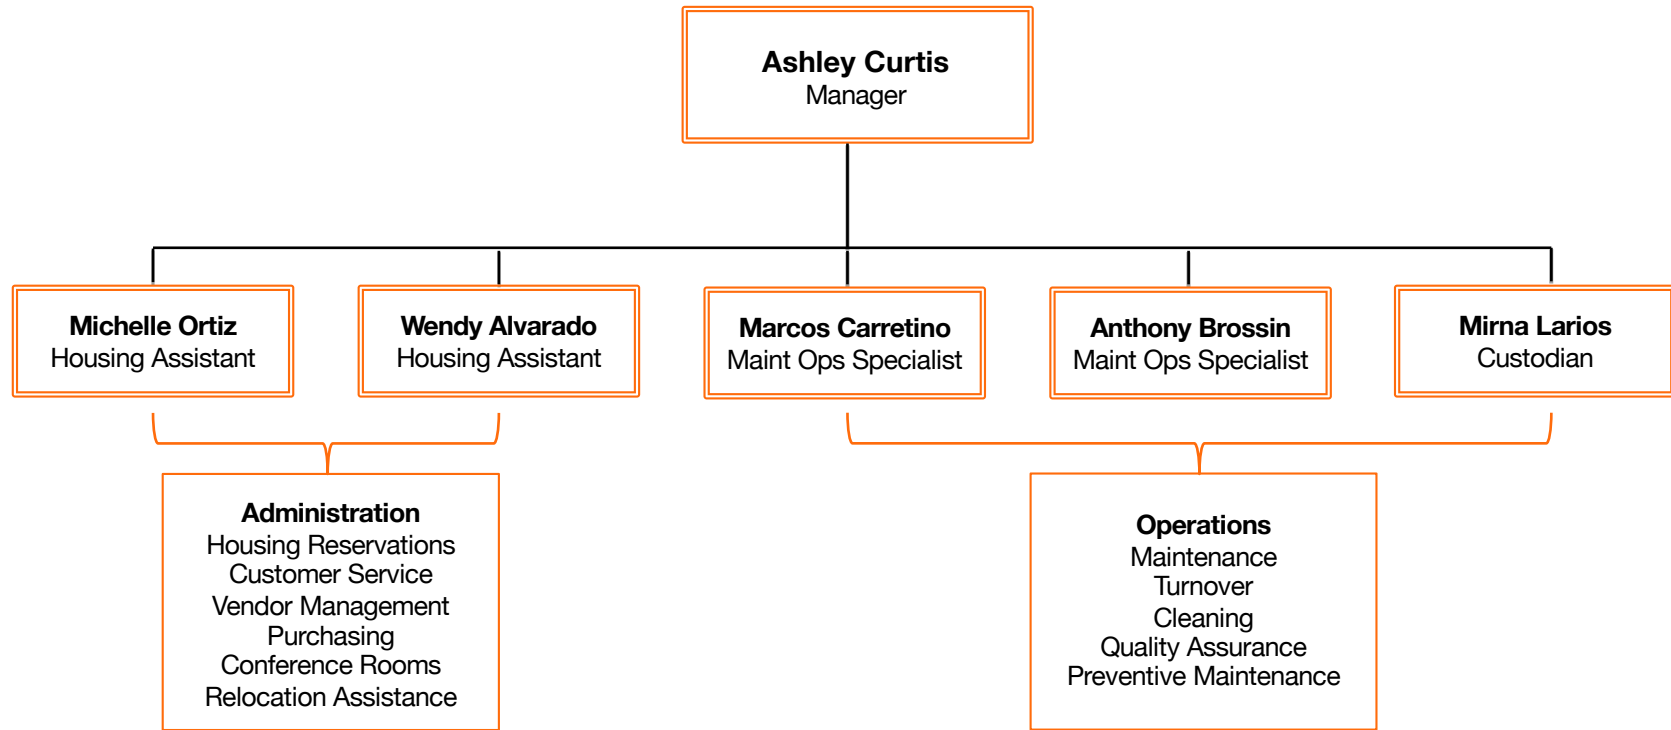 Ashley Curtis
Manager
Michelle Ortiz
Housing Assistant
Wendy Alvarado
Housing Assistant
Marcos Carretino
Maint Ops Specialist
Anthony Brossin
Maint Ops Specialist
Mirna Larios
Custodian
Administration
Housing Reservations
Customer Service
Vendor Management
Purchasing
Conference Rooms
Relocation Assistance
Operations
Maintenance
Turnover
Cleaning
Quality Assurance
Preventive Maintenance